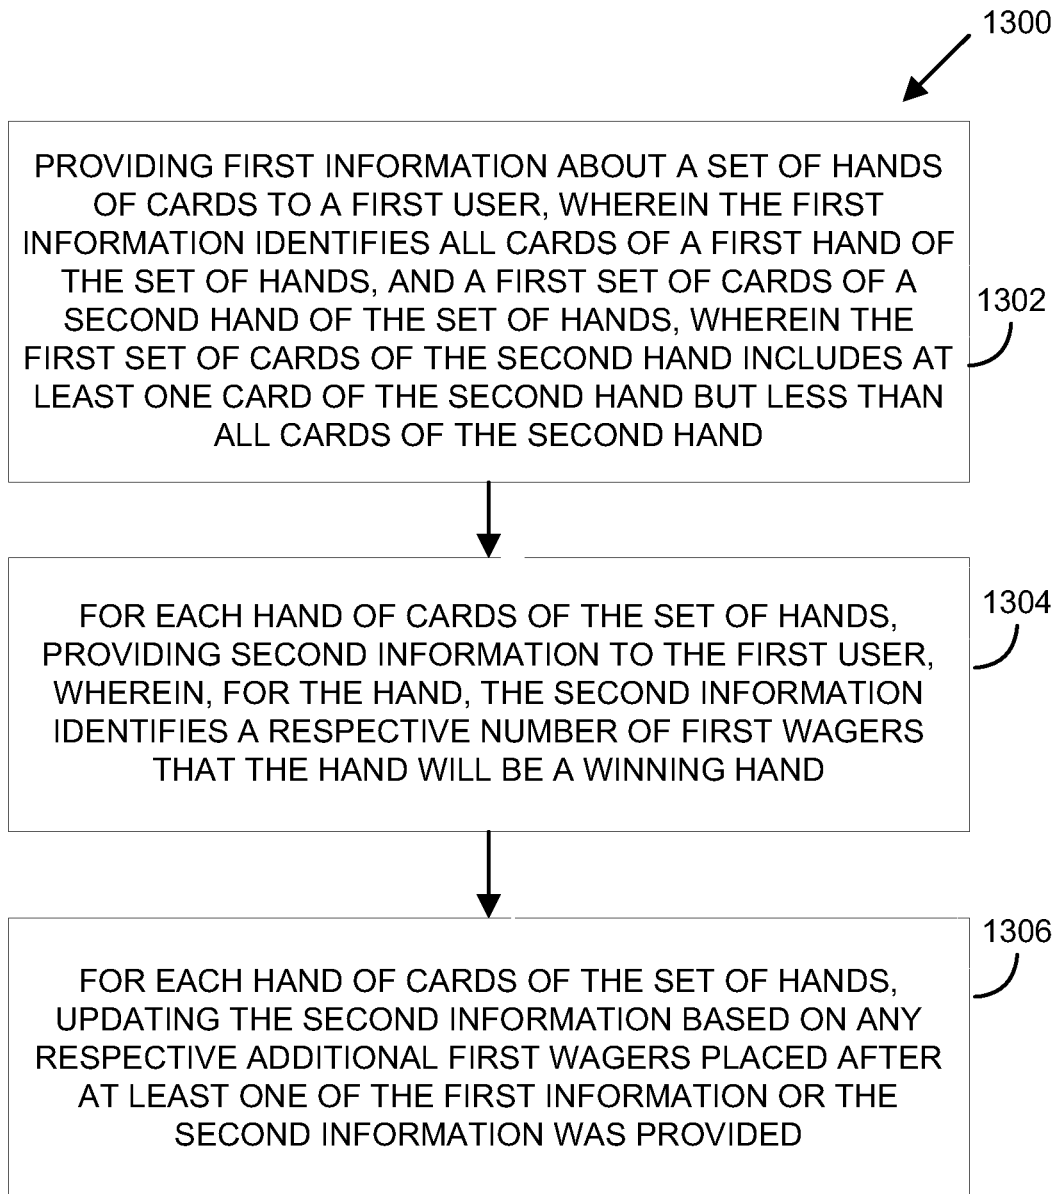 1300
PROVIDING FIRST INFORMATION ABOUT A SET OF HANDS
OF CARDS TO A FIRST USER, WHEREIN THE FIRST
INFORMATION IDENTIFIES ALL CARDS OF A FIRST HAND OF
THE SET OF HANDS, AND A FIRST SET OF CARDS OF A
SECOND HAND OF THE SET OF HANDS, WHEREIN THE
FIRST SET OF CARDS OF THE SECOND HAND INCLUDES AT
LEAST ONE CARD OF THE SECOND HAND BUT LESS THAN
ALL CARDS OF THE SECOND HAND
1302
FOR EACH HAND OF CARDS OF THE SET OF HANDS,
PROVIDING SECOND INFORMATION TO THE FIRST USER,
WHEREIN, FOR THE HAND, THE SECOND INFORMATION
IDENTIFIES A RESPECTIVE NUMBER OF FIRST WAGERS
THAT THE HAND WILL BE A WINNING HAND
1304
FOR EACH HAND OF CARDS OF THE SET OF HANDS,
UPDATING THE SECOND INFORMATION BASED ON ANY
RESPECTIVE ADDITIONAL FIRST WAGERS PLACED AFTER
AT LEAST ONE OF THE FIRST INFORMATION OR THE
SECOND INFORMATION WAS PROVIDED
1306